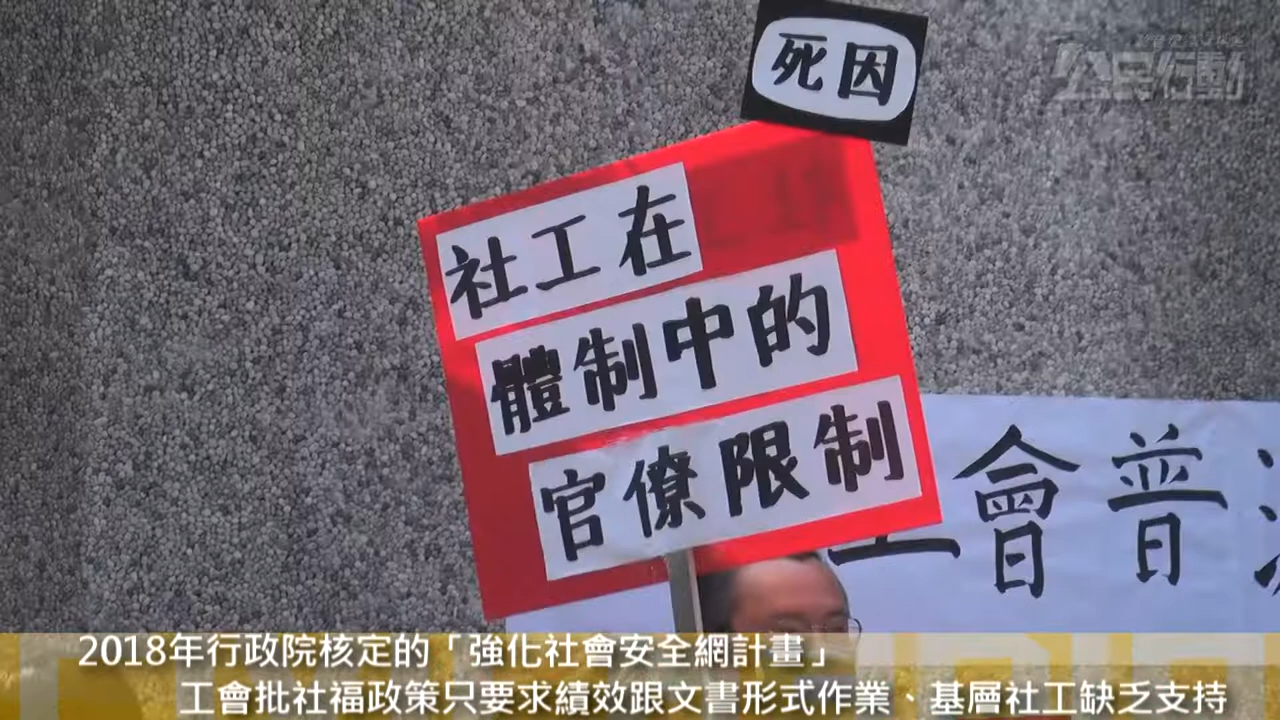 死因
公民行動
社工在
體制中的
官僚限制
工會普
2018年行政院核定的「強化社會安全網計畫」
工會批社福政策只要求績效跟文書形式作業、基層社工缺乏支持